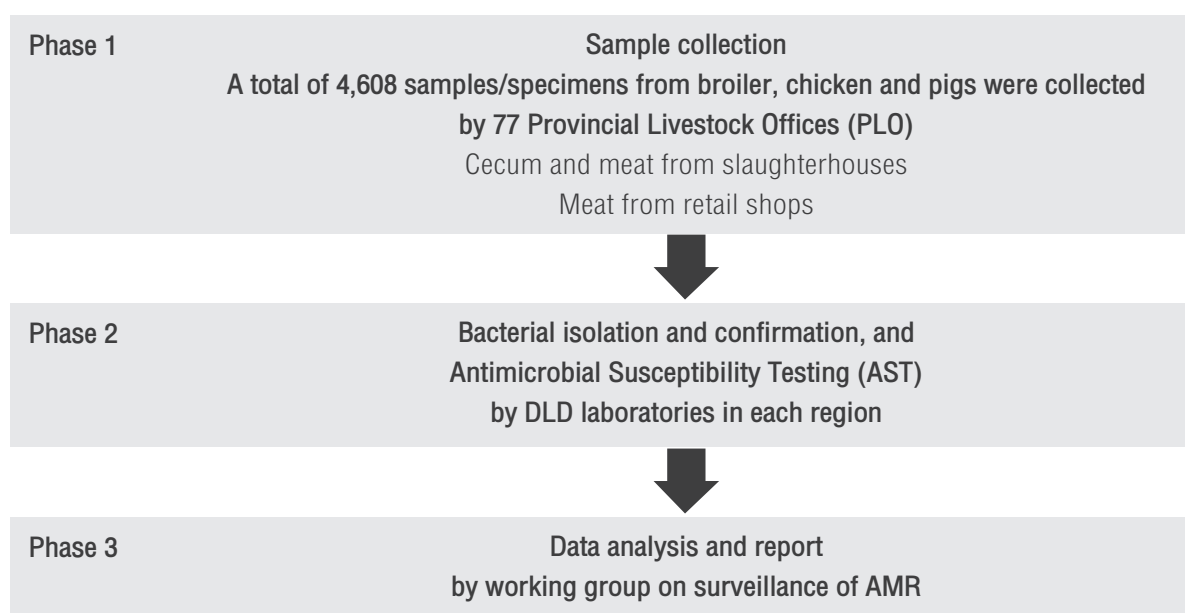 Phase 1
Sample collection
A total of 4,608 samples/specimens from broiler, chicken and pigs were collected
by 77 Provincial Livestock Offices (PLO)
Cecum and meat from slaughterhouses
Meat from retail shops
Phase 2
Bacterial isolation and confirmation, and
Antimicrobial Susceptibility Testing (AST)
by DLD laboratories in each region
Phase 3
Data analysis and report
by working group on surveillance of AMR